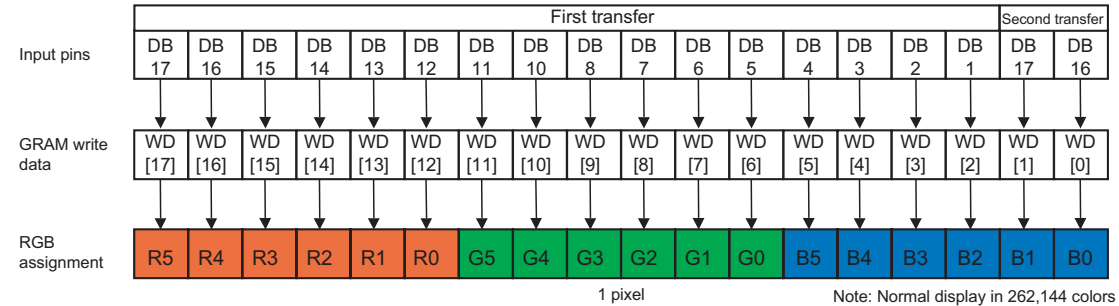 First transfer Second transfer
Input pins
DB 17 DB 16 DB 15 DB 14 DB 13 DB 12 DB 11 DB 10 DB 8 DB 7 DB 6 DB 5 DB 4 DB 3 DB 2 DB 1 DB 17 DB 16
GRAM write
data
WD [17] WD [16] WD [15] WD [14] WD [13] WD [12] WD [11] WD [10] WD [9] WD [8] WD [7] WD [6] WD [5] WD [4] WD [3] WD [2] WD [1] WD [0]
RGB
assignment
R5 R4 R3 R2 R1 R0 G5 G4 G3 G2 G1 G0 B5 B4 B3 B2 B1 B0
1 pixel
Note: Normal display in 262,144 colors